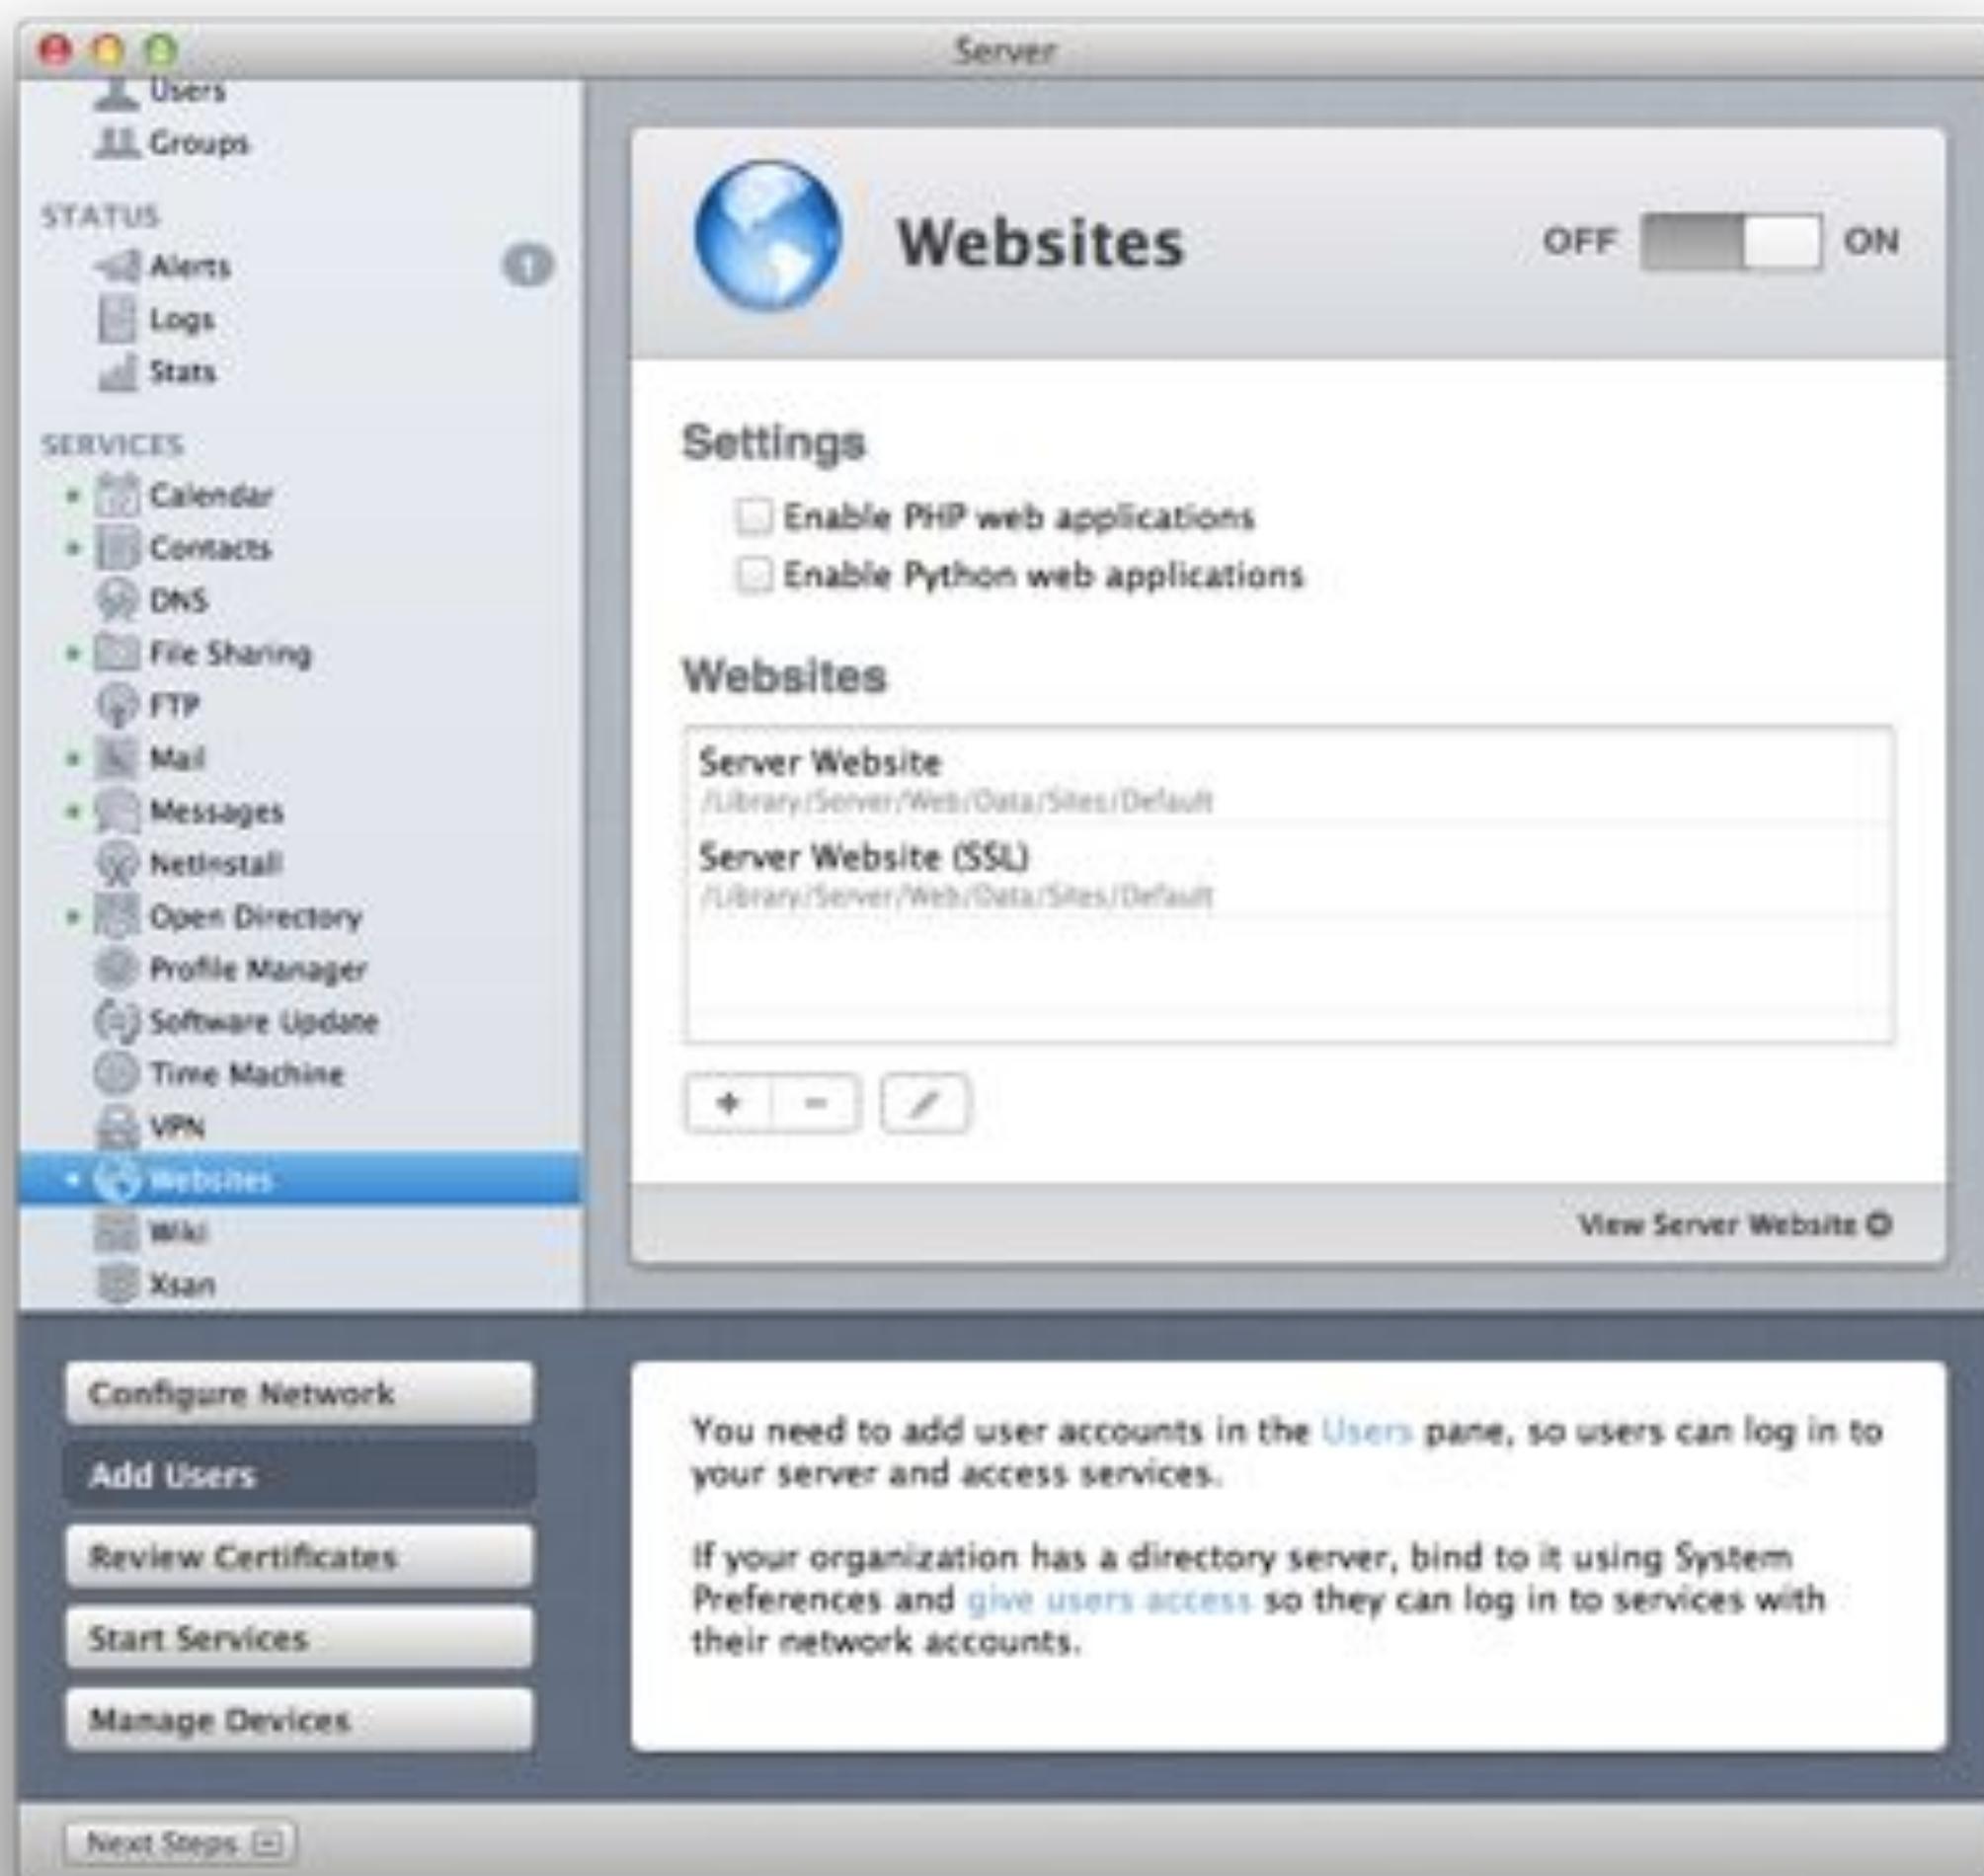 Server
Users
Groups
STATUS
Alerts
1
Logs
Stats
SERVICES
Calendar
Contacts
DNS
File Sharing
FTP
Mail
Messages
NetInstall
Open Directory
Profile Manager
Software Update
Time Machine
VPN
Websites
Wiki
Xsan
Websites
OFF
ON
Settings
Enable PHP web applications
Enable Python web applications
Websites
Server Website
/Library/Server/Web/Data/Sites/Default
Server Website (SSL)
/Library/Server/Web/Data/Sites/Default
View Server Website
Configure Network
Add Users
Review Certificates
Start Services
Manage Devices
You need to add user accounts in the Users pane, so users can log in to
your server and access services.
If your organization has a directory server, bind to it using System
Preferences and give users access so they can log in to services with
their network accounts.
Next Steps